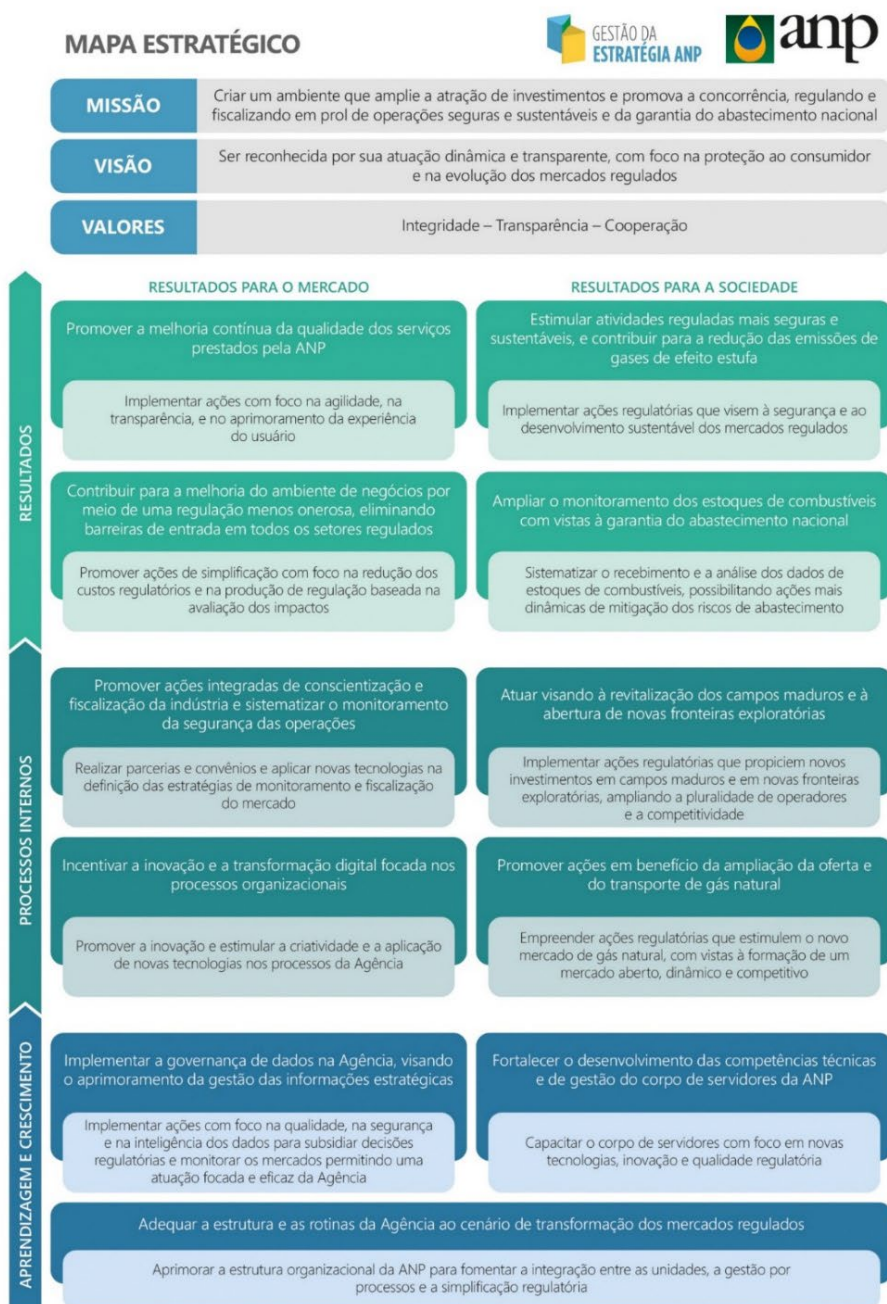 MAPA ESTRATÉGICO
GESTÃO DA
ESTRATÉGIA ANP
anp
MISSÃO
Criar um ambiente que amplie a atração de investimentos e promova a concorrência, regulando e
fiscalizando em prol de operações seguras e sustentáveis e da garantia do abastecimento nacional
VISÃO
Ser reconhecida por sua atuação dinâmica e transparente, com foco na proteção ao consumidor
e na evolução dos mercados regulados
VALORES
Integridade – Transparência – Cooperação
RESULTADOS
RESULTADOS PARA O MERCADO
Promover a melhoria contínua da qualidade dos serviços
prestados pela ANP
Implementar ações com foco na agilidade, na
transparência, e no aprimoramento da experiência
do usuário
RESULTADOS PARA A SOCIEDADE
Estimular atividades reguladas mais seguras e
sustentáveis, e contribuir para a redução das emissões de
gases de efeito estufa
Implementar ações regulatórias que visem à segurança e ao
desenvolvimento sustentável dos mercados regulados
Contribuir para a melhoria do ambiente de negócios por
meio de uma regulação menos onerosa, eliminando
barreiras de entrada em todos os setores regulados
Promover ações de simplificação com foco na redução dos
custos regulatórios e na produção de regulação baseada na
avaliação dos impactos
Ampliar o monitoramento dos estoques de combustíveis
com vistas à garantia do abastecimento nacional
Sistematizar o recebimento e a análise dos dados de
estoques de combustíveis, possibilitando ações mais
dinâmicas de mitigação dos riscos de abastecimento
PROCESSOS INTERNOS
Promover ações integradas de conscientização e
fiscalização da indústria e sistematizar o monitoramento
da segurança das operações
Realizar parcerias e convênios e aplicar novas tecnologias na
definição das estratégias de monitoramento e fiscalização
do mercado
Atuar visando à revitalização dos campos maduros e à
abertura de novas fronteiras exploratórias
Implementar ações regulatórias que propiciem novos
investimentos em campos maduros e em novas fronteiras
exploratórias, ampliando a pluralidade de operadores
e a competitividade
Incentivar a inovação e a transformação digital focada nos
processos organizacionais
Promover a inovação e estimular a criatividade e a aplicação
de novas tecnologias nos processos da Agência
Promover ações em benefício da ampliação da oferta e
do transporte de gás natural
Empreender ações regulatórias que estimulem o novo
mercado de gás natural, com vistas à formação de um
mercado aberto, dinâmico e competitivo
APRENDIZAGEM E CRESCIMENTO
Implementar a governança de dados na Agência, visando
o aprimoramento da gestão das informações estratégicas
Implementar ações com foco na qualidade, na segurança
e na inteligência dos dados para subsidiar decisões
regulatórias e monitorar os mercados permitindo uma
atuação focada e eficaz da Agência
Fortalecer o desenvolvimento das competências técnicas
e de gestão do corpo de servidores da ANP
Capacitar o corpo de servidores com foco em novas
tecnologias, inovação e qualidade regulatória
Adequar a estrutura e as rotinas da Agência ao cenário de transformação dos mercados regulados
Aprimorar a estrutura organizacional da ANP para fomentar a integração entre as unidades, a gestão por
processos e a simplificação regulatória